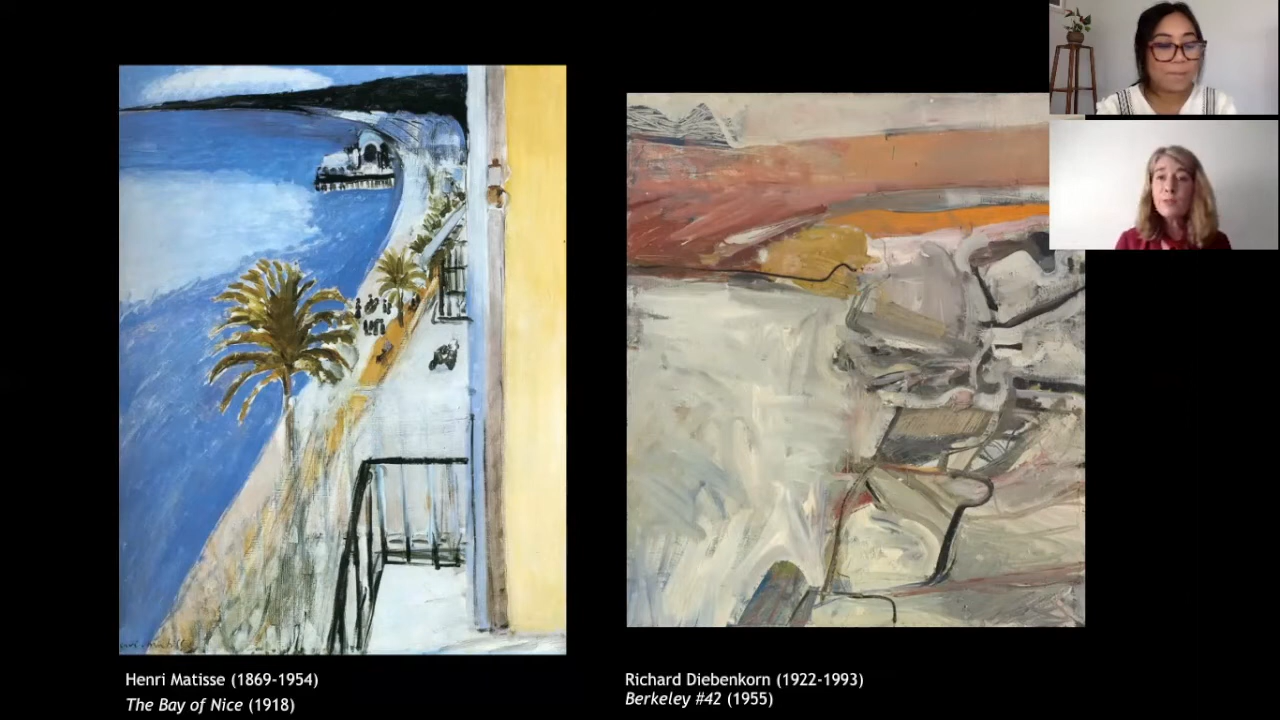 Henri Matisse (1869-1954)
The Bay of Nice (1918)
Richard Diebenkorn (1922-1993)
Berkeley #42 (1955)